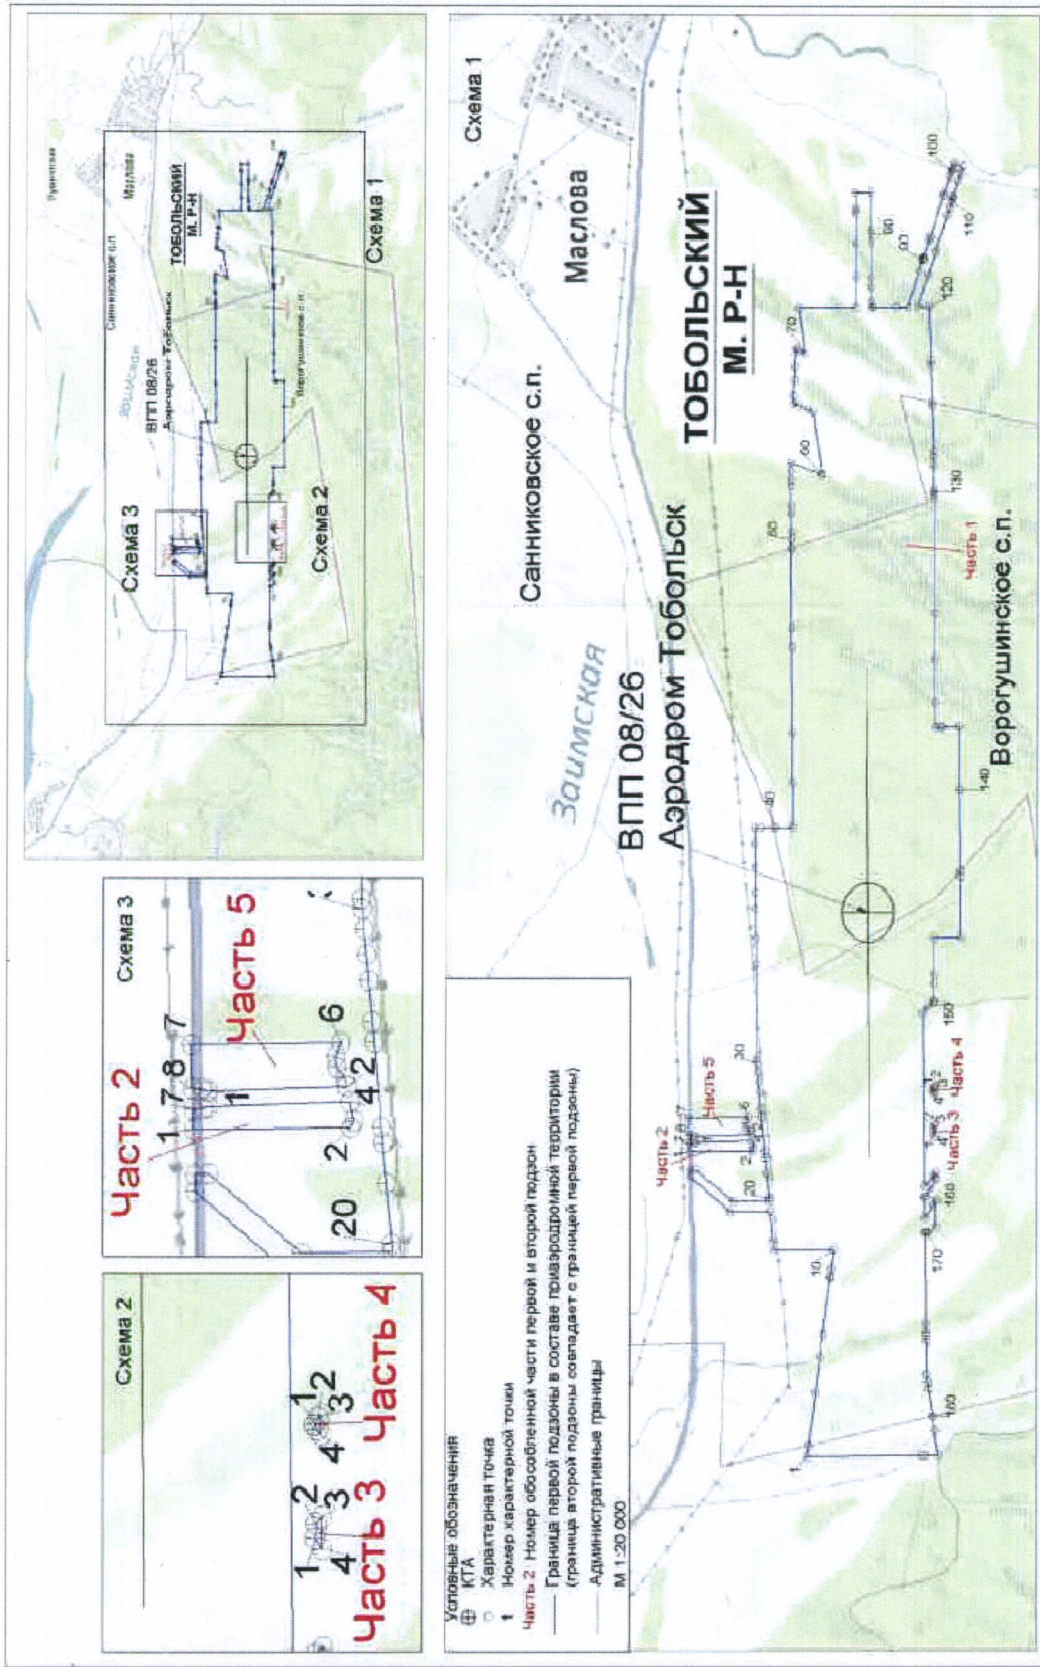 Схема 2
1
2
3
4
1
2
3
4
Часть 3
Часть 4
Схема 3
Часть 2
1
7
8
7
1
2
4
2
6
20
Часть 5
Санниковское с.п.
Маслова
ВПП 08/26
Аэродром Тобольск
ТОБОЛЬСКИЙ
М. Р-Н
Схема 3
Схема 2
Схема 1
Условные обозначения
КТА
Характерная точка
1 Номер характерной точки
Часть 2 Номер обособленной части первой и второй подзон
Граница первой подзоны в составе приаэродромной территории
(граница второй подзоны совпадает с границей первой подзоны)
Административные границы
М 1:20 000
Схема 1
Маслова
Санниковское с.п.
ТОБОЛЬСКИЙ
М. Р-Н
Заимская
ВПП 08/26
Аэродром Тобольск
Часть 2
Часть 5
1
10
20
30
40
60
70
90
100
110
120
130
140
150
160
170
180
Часть 1
Часть 3
Часть 4
Ворогушинское с.п.